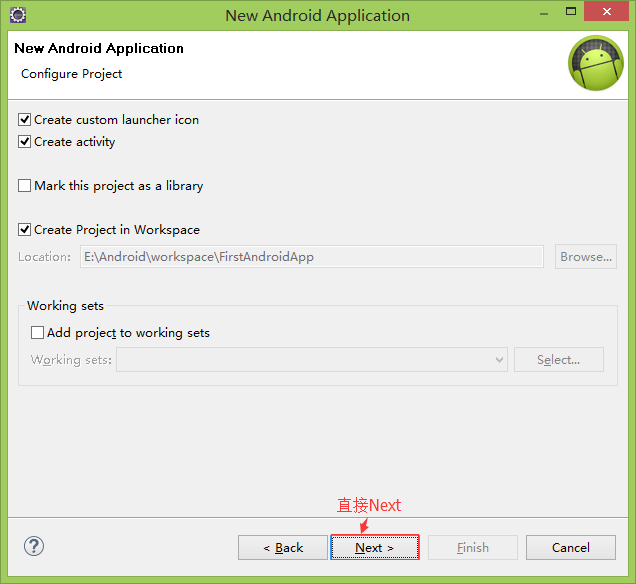 New Android Application
New Android Application
Configure Project
Create custom launcher icon
Create activity
Mark this project as a library
Create Project in Workspace
Location: E:\Android\workspace\FirstAndroidApp Browse...
Working sets
Add project to working sets
Working sets: Select...
直接Next
? < Back Next > Finish Cancel